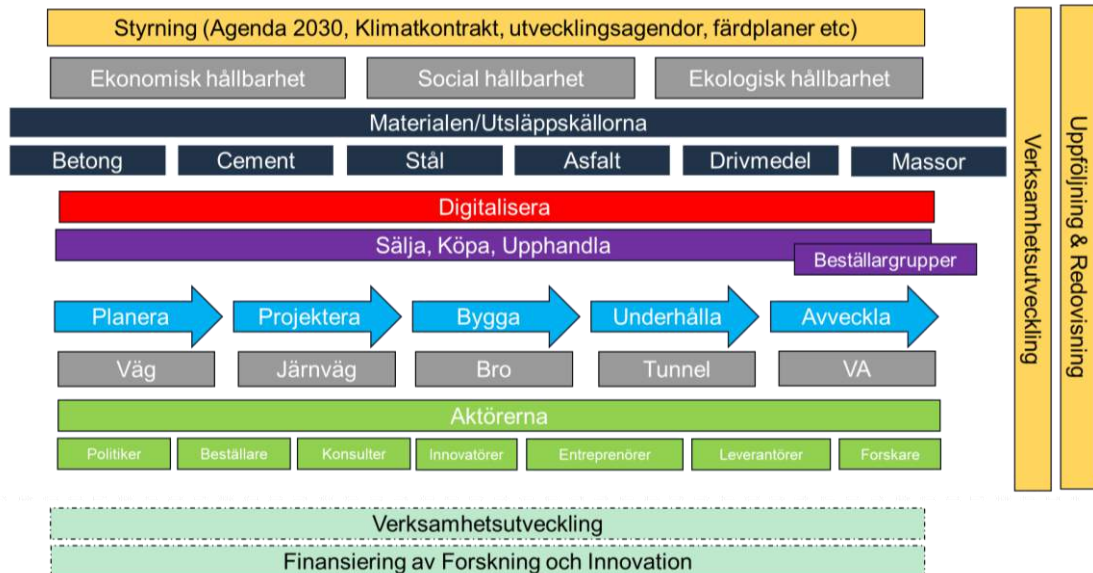 Styrning (Agenda 2030, Klimatkontrakt, utvecklingsagendor, färdplaner etc)
Ekonomisk hållbarhet
Social hållbarhet
Ekologisk hållbarhet
Materialen/Utsläppskällorna
Betong
Cement
Stål
Asfalt
Drivmedel
Massor
Digitalisera
Sälja, Köpa, Upphandla
Beställargrupper
Planera
Projektera
Bygga
Underhålla
Avveckla
Väg
Järnväg
Bro
Tunnel
VA
Aktörerna
Politiker
Beställare
Konsulter
Innovatörer
Entreprenörer
Leverantörer
Forskare
Verksamhetsutveckling
Finansiering av Forskning och Innovation
Verksamhetsutveckling
Uppföljning & Redovisning